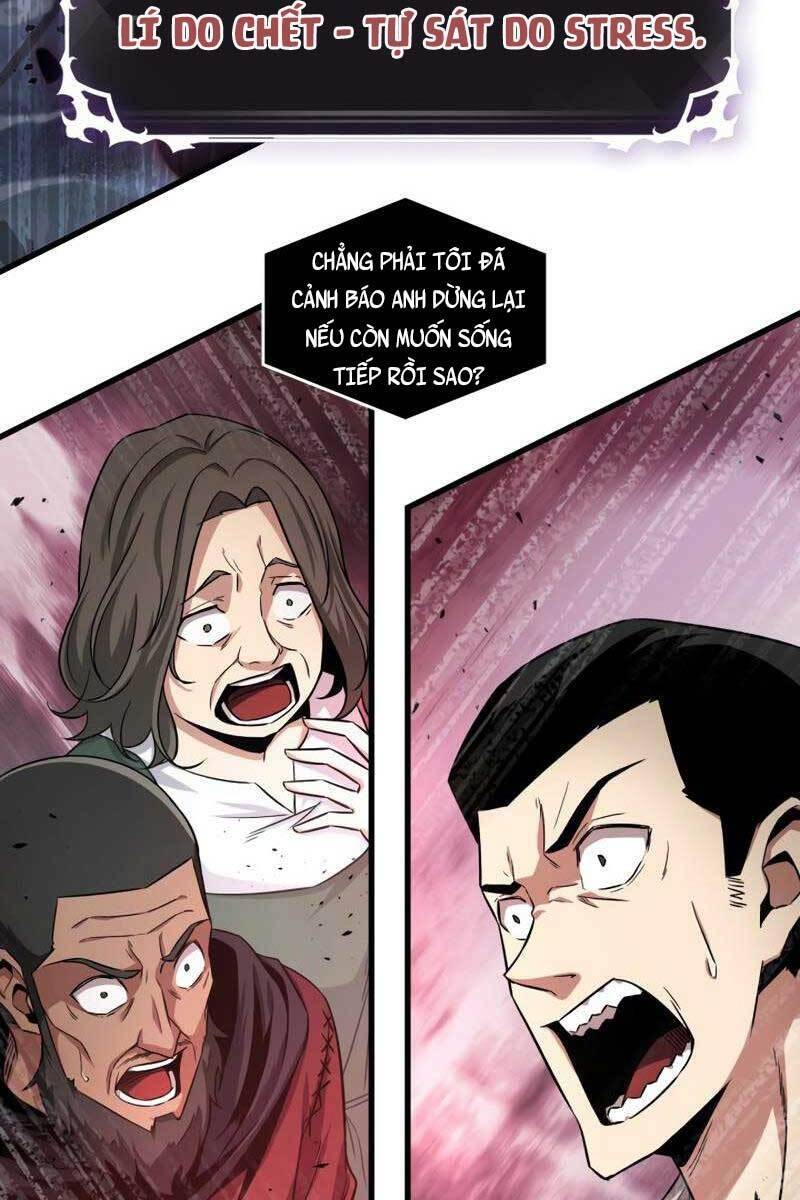 LÍ DO CHẾT - TỰ SÁT DO STRESS.
CHẲNG PHẢI TÔI ĐÃ
CẢNH BÁO ANH DỪNG LẠI
NẾU CÒN MUỐN SỐNG
TIẾP RỒI SAO?